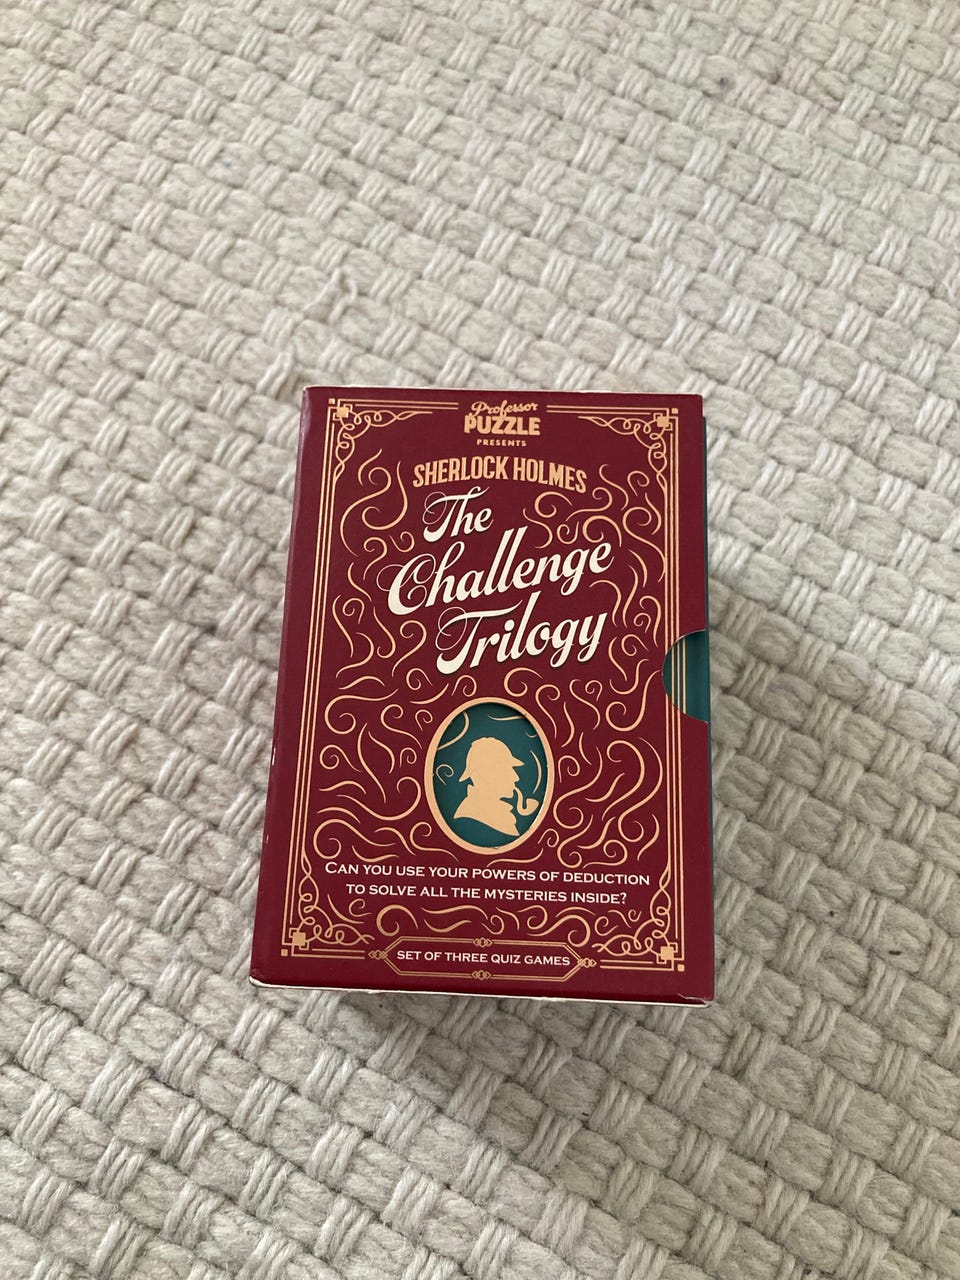 Professor
PUZZLE
PRESENTS
SHERLOCK HOLMES
The
Challenge
Trilogy
CAN YOU USE YOUR POWERS OF DEDUCTION
TO SOLVE ALL THE MYSTERIES INSIDE?
SET OF THREE QUIZ GAMES